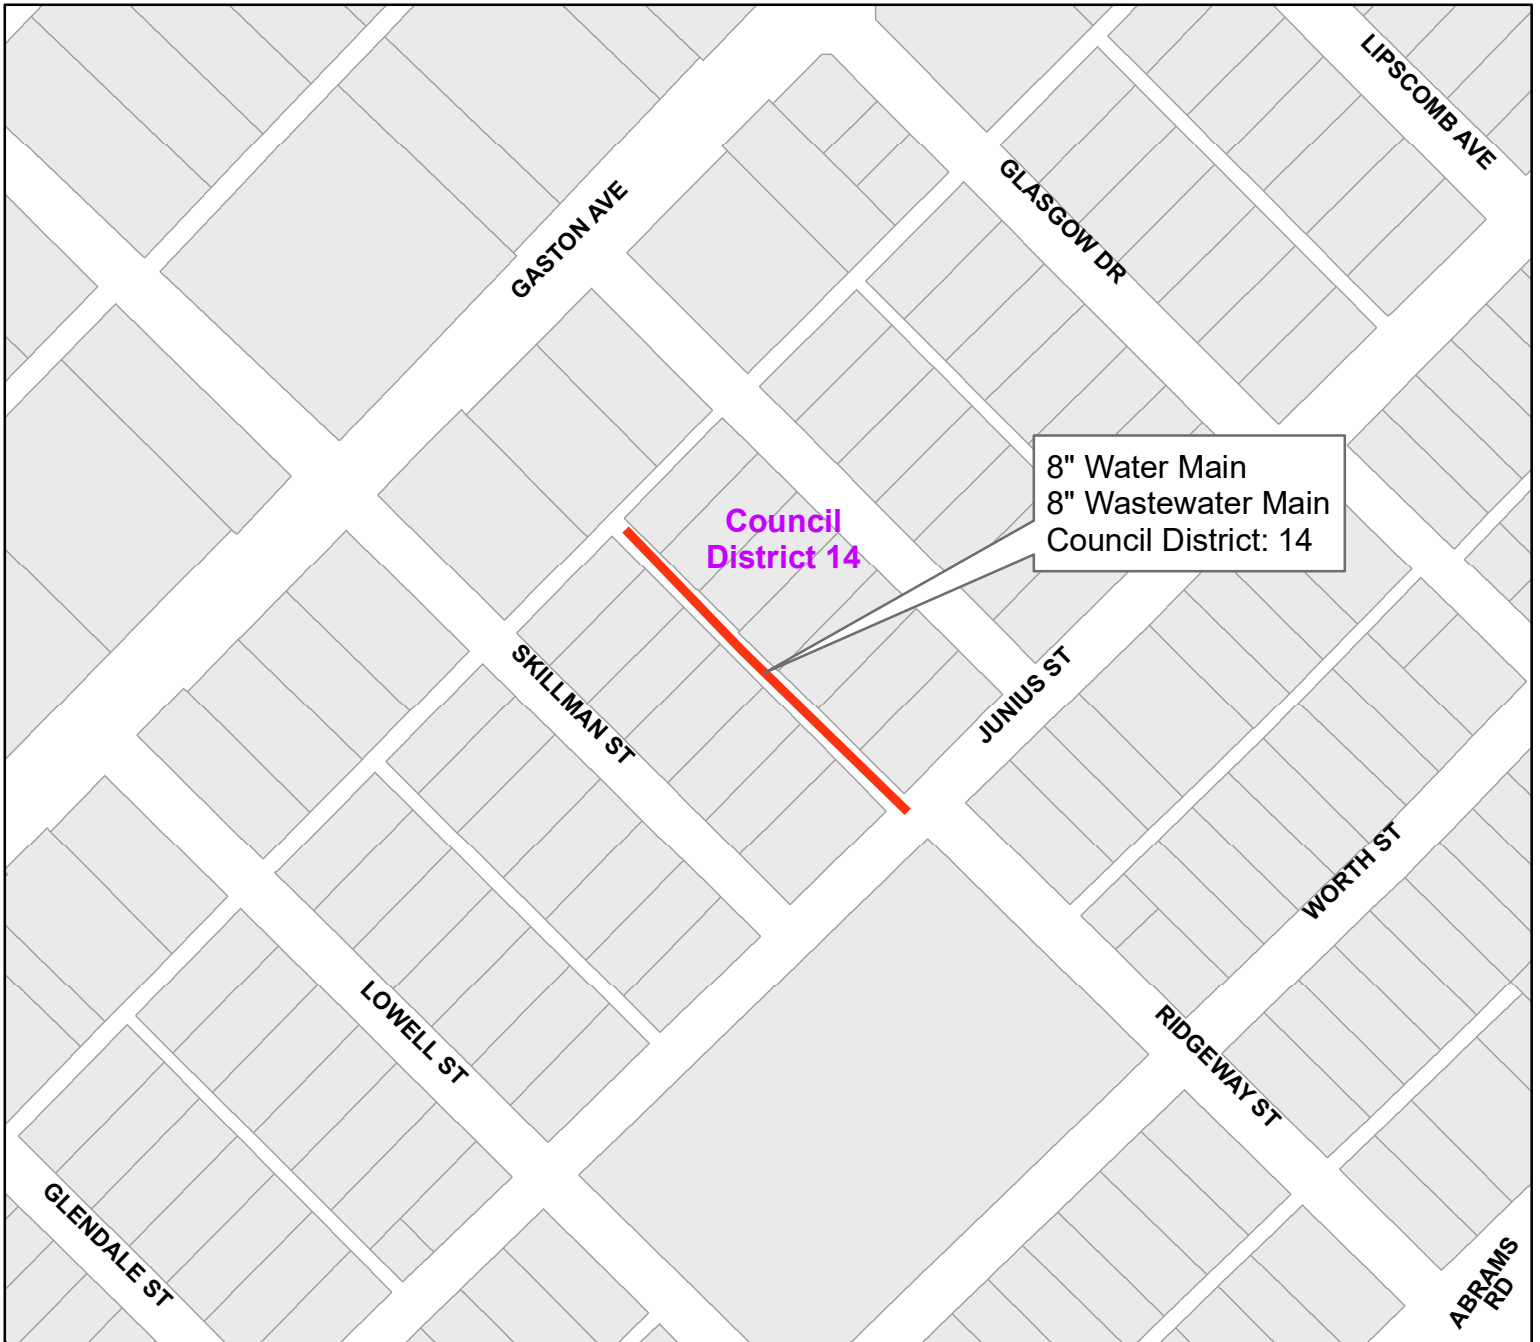 LIPSCOMB AVE
GLASGOW DR
GASTON AVE
8" Water Main
8" Wastewater Main
Council District: 14
Council
District 14
SKILLMAN ST
JUNIUS ST
WORTH ST
LOWELL ST
RIDGEWAY ST
GLENDALE ST
ABRAMS
RD